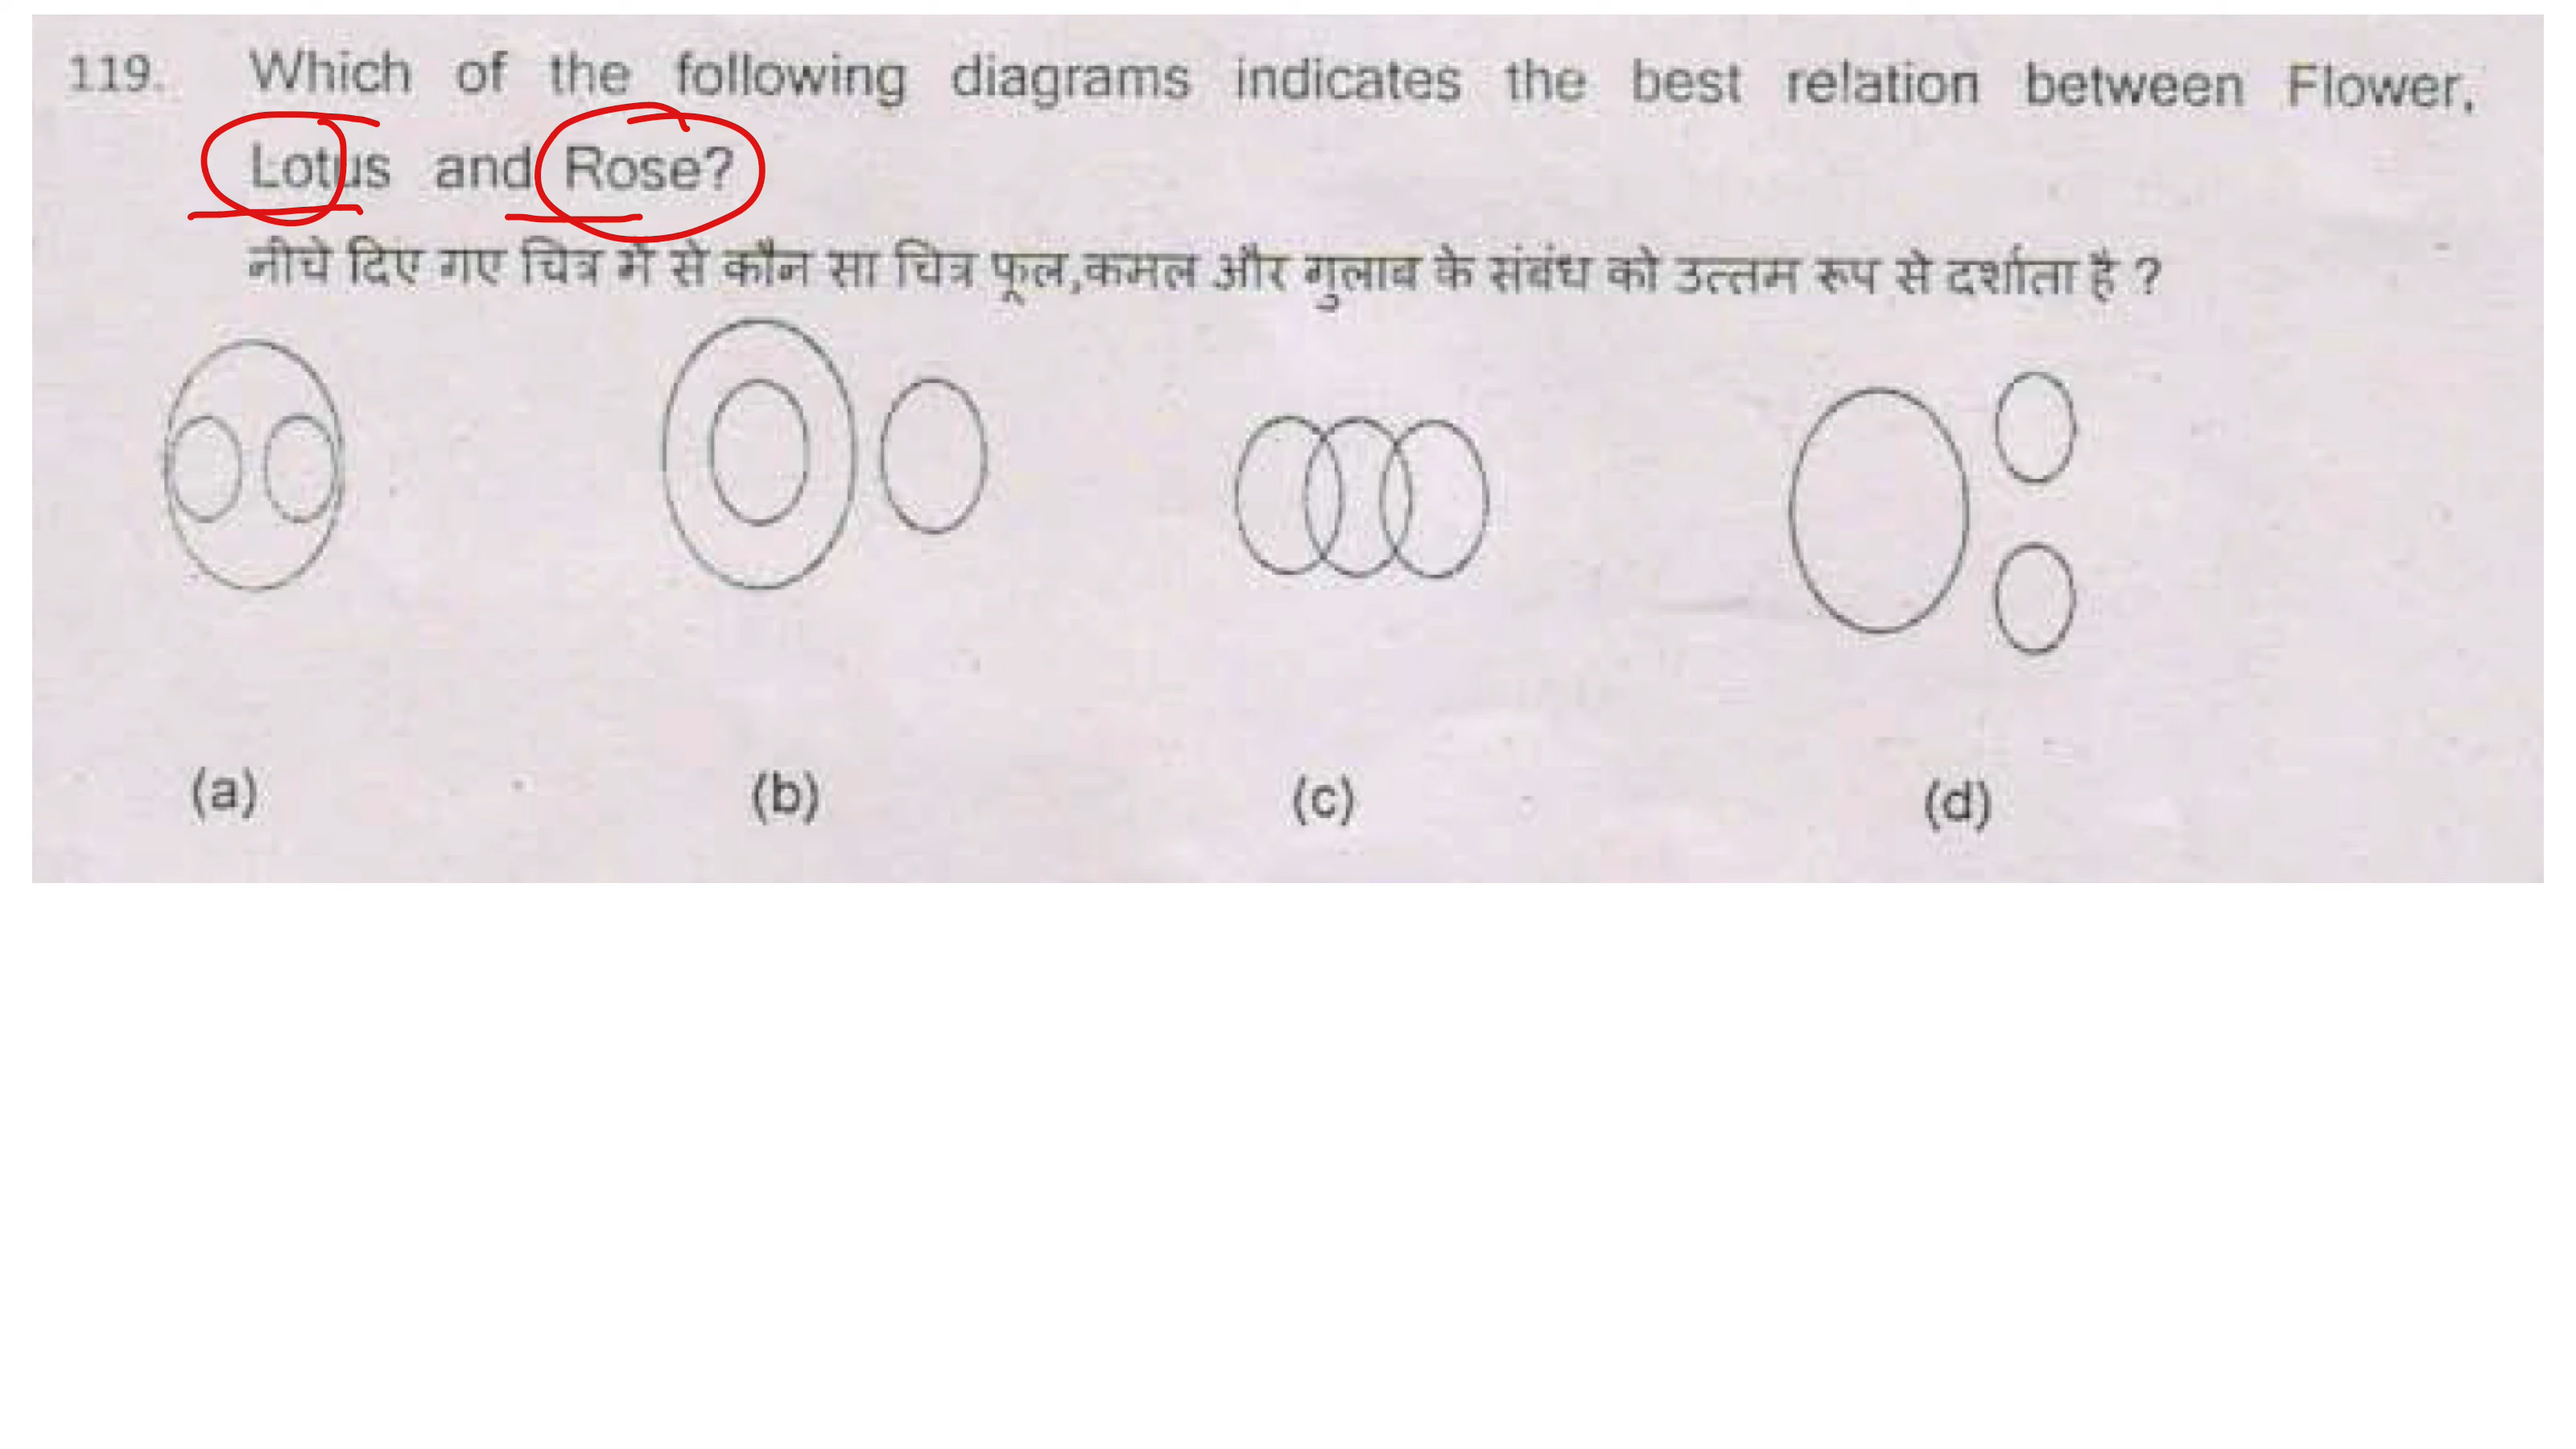 119. Which of the following diagrams indicates the best relation between Flower,
Lotus and Rose?
नीचे दिए गए चित्र में से कौन सा चित्र फूल,कमल और गुलाब के संबंध को उत्तम रूप से दर्शाता है ?
(a) (b) (c) (d)